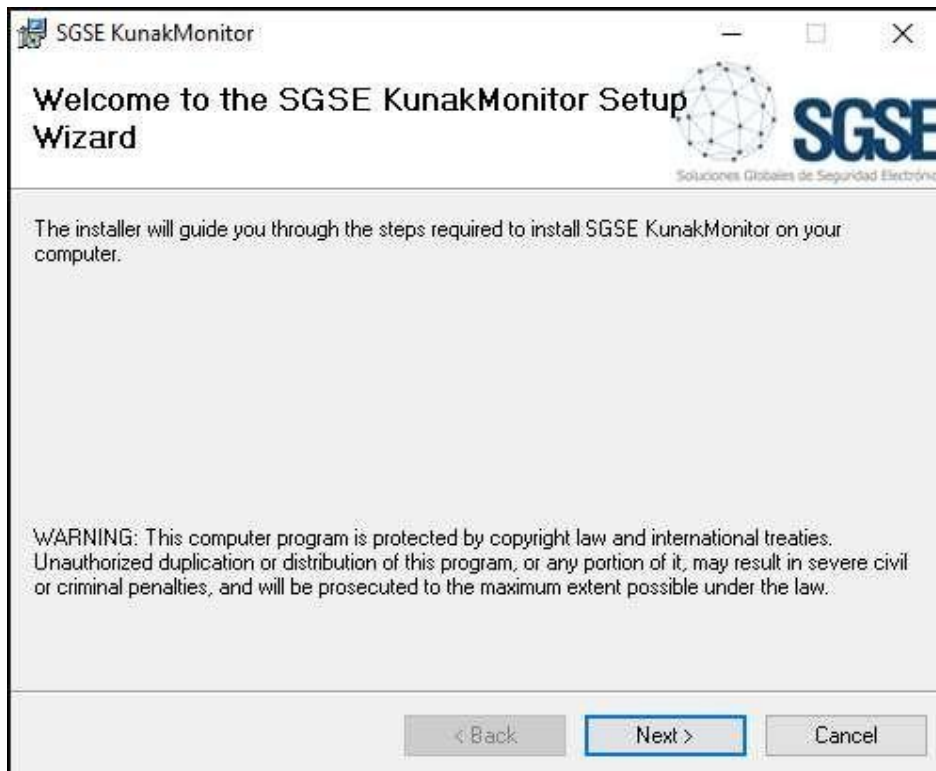 SGSE KunakMonitor
Welcome to the SGSE KunakMonitor Setup
Wizard
SGSE
Soluciones Globales de Seguridad
The installer will guide you through the steps required to install SGSE KunakMonitor on your
computer.
WARNING: This computer program is protected by copyright law and international treaties.
Unauthorized duplication or distribution of this program, or any portion of it, may result in severe civil
or criminal penalties, and will be prosecuted to the maximum extent possible under the law.
< Back
Next >
Cancel